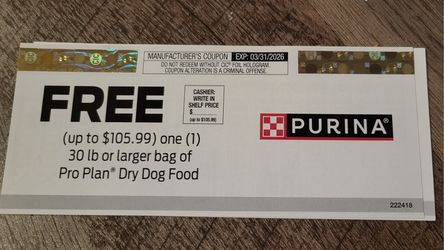 MANUFACTURER'S COUPON EXP: 03/31/2026
DO NOT REDEEM WITHOUT CIC® FOIL HOLOGRAM.
COUPON ALTERATION IS A CRIMINAL OFFENSE.
FREE
CASHIER:
WRITE IN
SHELF PRICE
$
(up to $105.99)
(up to $105.99) one (1)
30 lb or larger bag of
Pro Plan® Dry Dog Food
PURINA®
222418